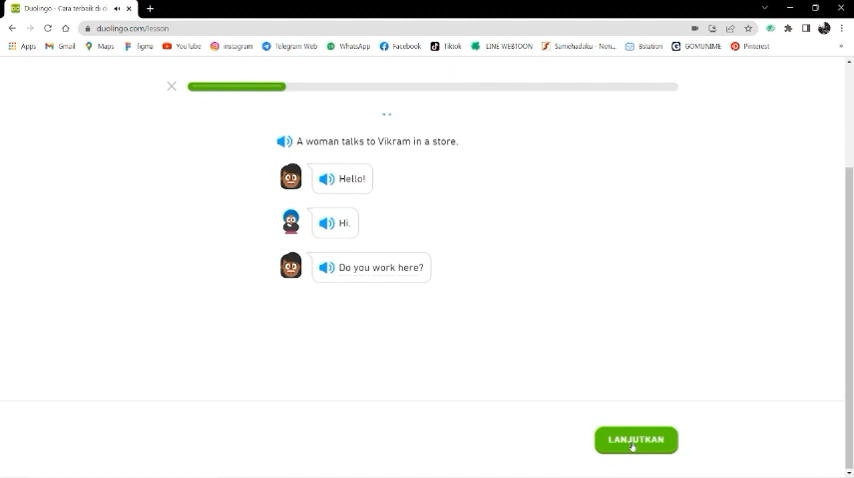 Duolingo - Cara terbaik di d
duolingo.com/lesson
Apps Gmail Maps figma YouTube instagram Telegram Web WhatsApp Facebook Tiktok LINE WEBTOON Samehadaku - Non... Bstation GOMUNIME Pinterest
A woman talks to Vikram in a store.
Hello!
Hi.
Do you work here?
LANJUTKAN